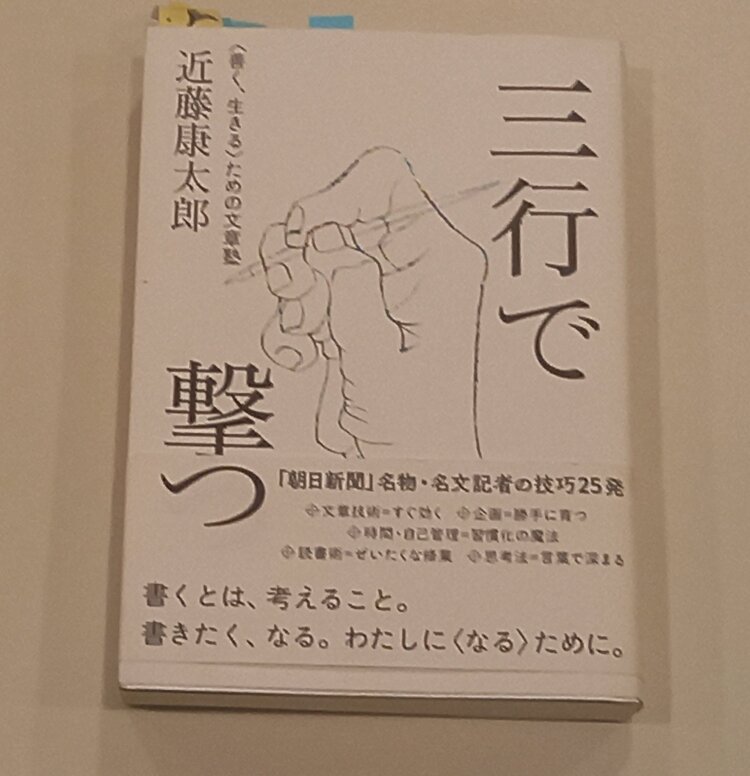 三行で
撃つ
〈書く、生きる〉ための文章塾
近藤康太郎
「朝日新聞」名物・名文記者の技巧25発
文章技術=すぐ効く 企画=勝手に育つ
時間・自己管理=習慣化の魔法
読書術=ぜいたくな修業 思考法=言葉で深まる
書くとは、考えること。
書きたく、なる。わたしに〈なる〉ために。